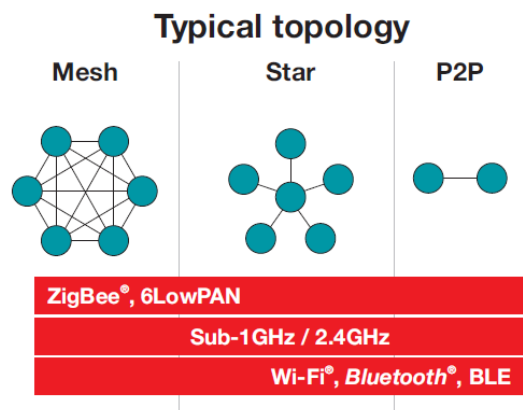 Typical topology
Mesh Star P2P
ZigBee®, 6LowPAN
Sub-1GHz / 2.4GHz
Wi-Fi®, Bluetooth®, BLE